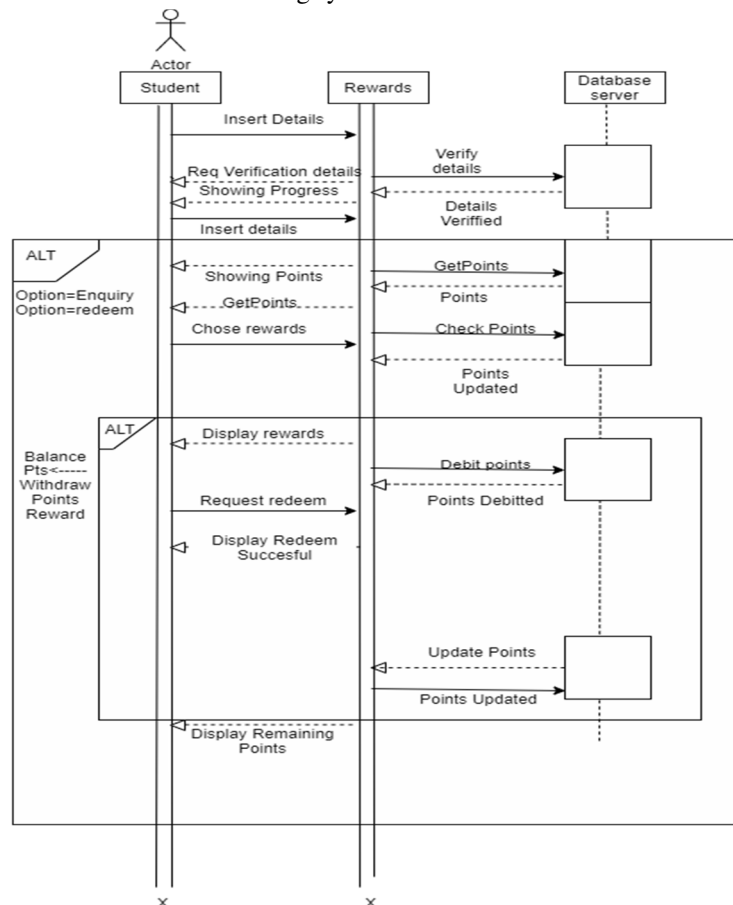 Actor
Student
Rewards
Database
server
Insert Details
Verify
details
Req Verification details
Showing Progress
Details
Veriffied
Insert details
ALT
GetPoints
Showing Points
Points
Option=Enquiry
Option=redeem
GetPoints
Chose rewards
Check Points
Points
Updated
ALT
Display rewards
Balance
Pts<-----
Withdraw
Points
Reward
Debit points
Request redeem
Points Debitted
Display Redeem
Succesful
Update Points
Points Updated
Display Remaining
Points
X
X